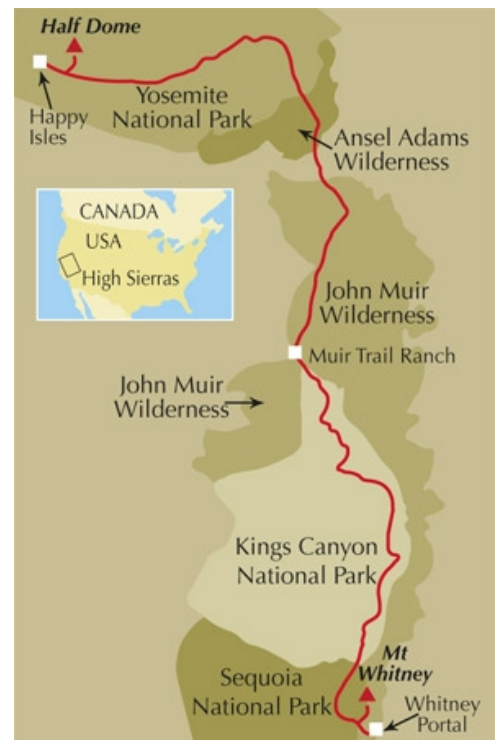 Half Dome
Happy
Isles
Yosemite
National Park
Ansel Adams
Wilderness
CANADA
USA
High Sierras
John Muir
Wilderness
Muir Trail Ranch
John Muir
Wilderness
Kings Canyon
National Park
Mt
Whitney
Sequoia
National Park
Whitney
Portal